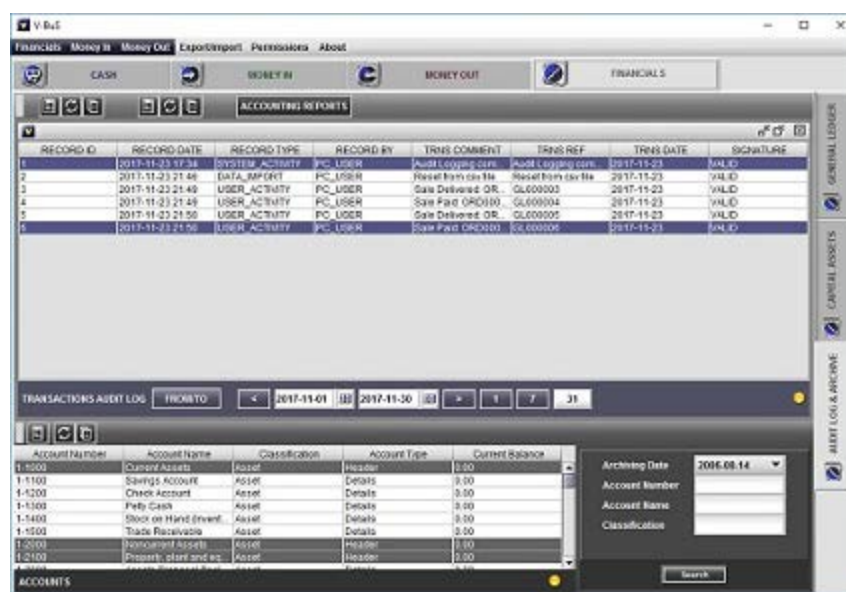 V-BuS
Financials Money In Money Out Export/Import Permissions About
CASH MONEY IN MONEY OUT FINANCIALS
ACCOUNTING REPORTS
RECORD ID RECORD DATE RECORD TYPE RECORD BY TRNS COMMENT TRNS REF TRNS DATE SIGNATURE
1 2017-11-23 17:34 SYSTEM_ACTIVITY PC_USER Audit Logging com... Audit Logging com... 2017-11-23 VALID
2 2017-11-23 21:46 DATA_IMPORT PC_USER Reset from csv file Reset from csv file 2017-11-23 VALID
3 2017-11-23 21:49 USER_ACTIVITY PC_USER Sale Delivered: OR... GL000003 2017-11-23 VALID
4 2017-11-23 21:49 USER_ACTIVITY PC_USER Sale Paid: ORD000... GL000004 2017-11-23 VALID
5 2017-11-23 21:50 USER_ACTIVITY PC_USER Sale Delivered: OR... GL000005 2017-11-23 VALID
6 2017-11-23 21:50 USER_ACTIVITY PC_USER Sale Paid: ORD000... GL000006 2017-11-23 VALID
TRANSACTIONS AUDIT LOG FROM/TO < 2017-11-01 2017-11-30 > 1 7 31
GENERAL LEDGER
CAPITAL ASSETS
AUDIT LOG & ARCHIVE
Account Number Account Name Classification Account Type Current Balance
1-1000 Current Assets Asset Header 0.00
1-1100 Savings Account Asset Details 0.00
1-1200 Check Account Asset Details 0.00
1-1300 Petty Cash Asset Details 0.00
1-1400 Stock on Hand (Invent... Asset Details 0.00
1-1500 Trade Receivable Asset Details 0.00
1-2000 Noncurrent Assets Asset Header 0.00
1-2100 Property, plant and eq... Asset Header 0.00
ACCOUNTS
Archiving Date 2006.08.14
Account Number
Account Name
Classification
Search